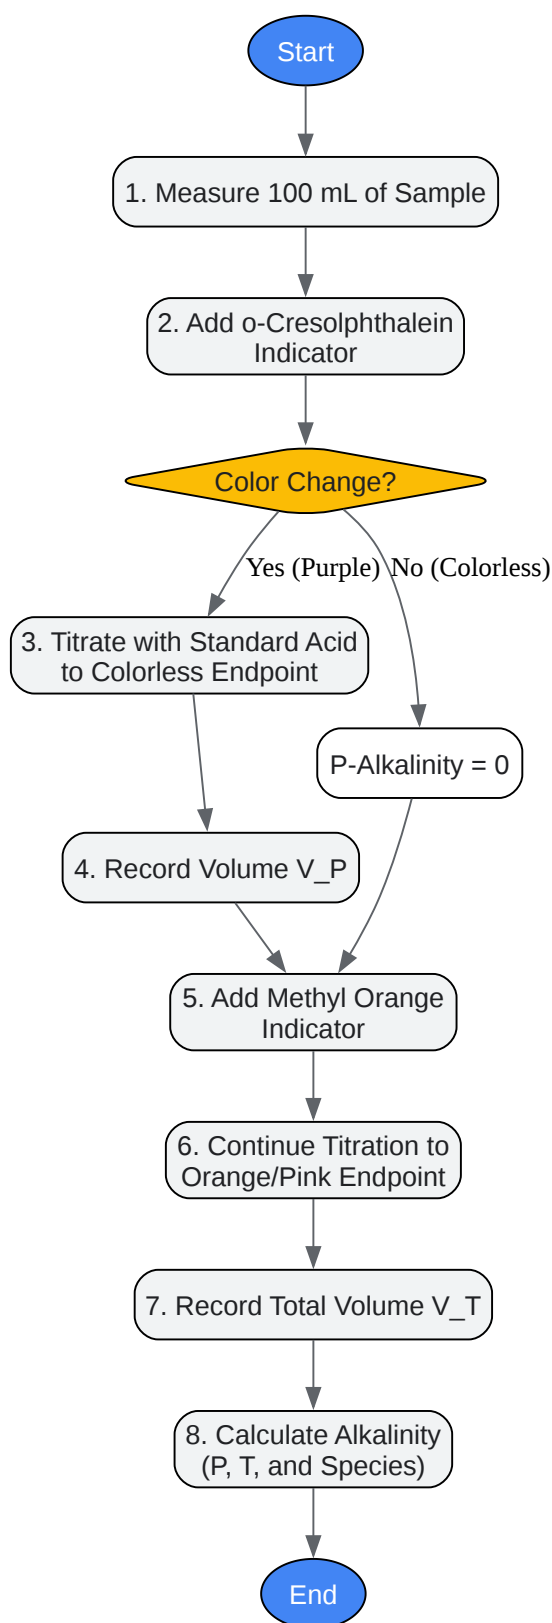 Start
1. Measure 100 mL of Sample
2. Add o-Cresolphthalein
Indicator
Color Change?
Yes (Purple)
No (Colorless)
3. Titrate with Standard Acid
to Colorless Endpoint
P-Alkalinity = 0
4. Record Volume V_P
5. Add Methyl Orange
Indicator
6. Continue Titration to
Orange/Pink Endpoint
7. Record Total Volume V_T
8. Calculate Alkalinity
(P, T, and Species)
End